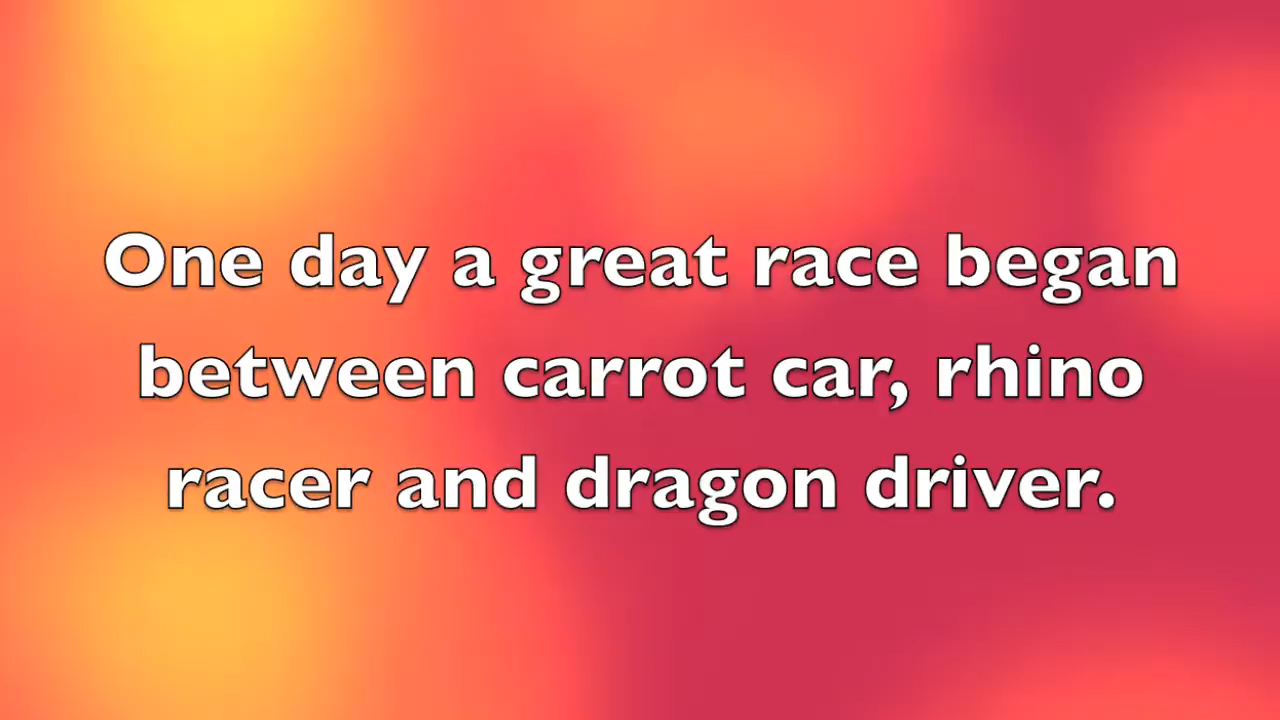 One day a great race began
between carrot car, rhino
racer and dragon driver.